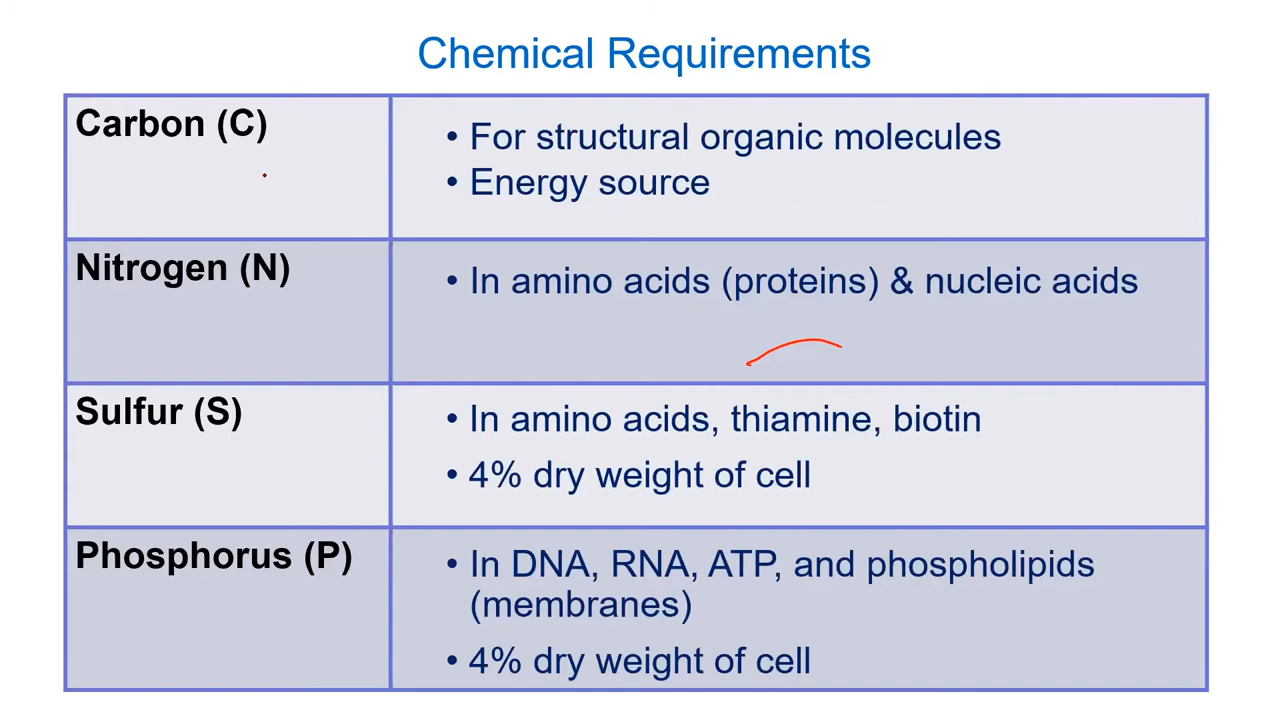 Chemical Requirements
Carbon (C)
• For structural organic molecules
• Energy source
Nitrogen (N)
• In amino acids (proteins) & nucleic acids
Sulfur (S)
• In amino acids, thiamine, biotin
• 4% dry weight of cell
Phosphorus (P)
• In DNA, RNA, ATP, and phospholipids
(membranes)
• 4% dry weight of cell